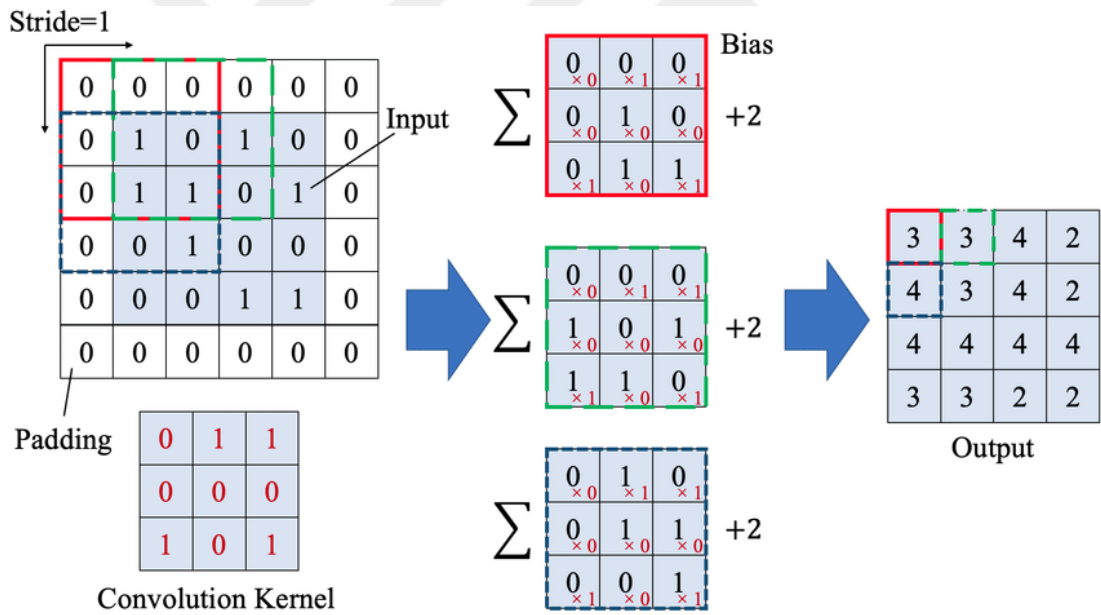 Stride=1
0 0 0 0 0 0
0 1 0 1 0 0
0 1 1 0 1 0
0 0 1 0 0 0
0 0 0 1 1 0
0 0 0 0 0 0
Input
Padding
0 1 1
0 0 0
1 0 1
Convolution Kernel
Bias
∑
0 ×0 0 ×1 0 ×1
0 ×0 1 ×0 0 ×0
0 ×1 1 ×0 1 ×1
+2
∑
0 ×0 0 ×1 0 ×1
1 ×0 0 ×0 1 ×0
1 ×1 1 ×0 0 ×1
+2
∑
0 ×0 1 ×1 0 ×1
0 ×0 1 ×0 1 ×0
0 ×1 0 ×0 1 ×1
+2
3 3 4 2
4 3 4 2
4 4 4 4
3 3 2 2
Output